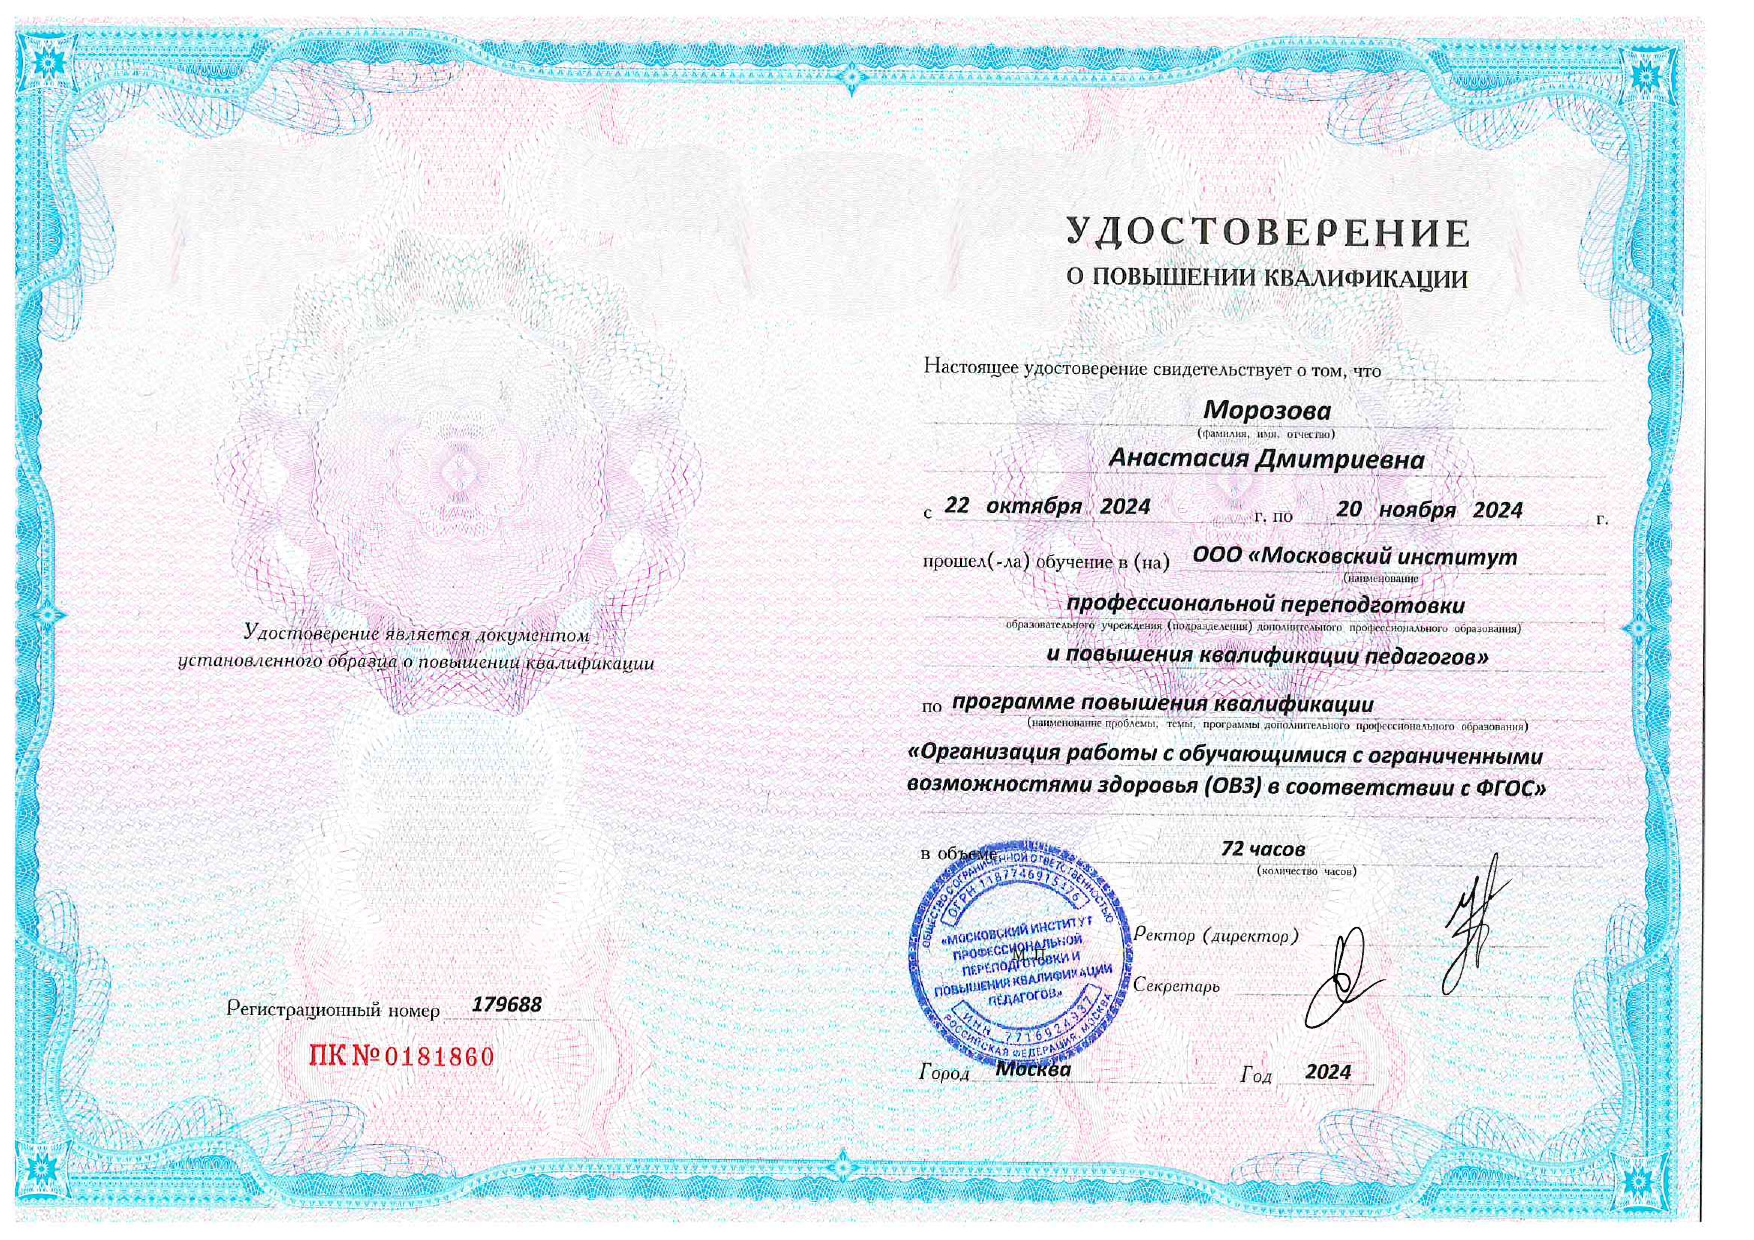 Удостоверение является документом
установленного образца о повышении квалификации
Регистрационный номер 179688
ПК № 0181860
УДОСТОВЕРЕНИЕ
О ПОВЫШЕНИИ КВАЛИФИКАЦИИ
Настоящее удостоверение свидетельствует о том, что
Морозова
(фамилия, имя, отчество)
Анастасия Дмитриевна
с 22 октября 2024 г. по 20 ноября 2024 г.
прошел(-ла) обучение в (на) ООО «Московский институт
(наименование
профессиональной переподготовки
образовательного учреждения (подразделения) дополнительного профессионального образования)
и повышения квалификации педагогов»
по программе повышения квалификации
(наименование проблемы, темы, программы дополнительного профессионального образования)
«Организация работы с обучающимися с ограниченными
возможностями здоровья (ОВЗ) в соответствии с ФГОС»
в объеме 72 часов
(количество часов)
ОБЩЕСТВО С ОГРАНИЧЕННОЙ ОТВЕТСТВЕННОСТЬЮ
ОГРН
«МОСКОВСКИЙ ИНСТИТУТ
ПРОФЕССИОНАЛЬНОЙ
ПЕРЕПОДГОТОВКИ И
ПОВЫШЕНИЯ КВАЛИФИКАЦИИ
ПЕДАГОГОВ»
ИНН 7716924937
РОССИЙСКАЯ ФЕДЕРАЦИЯ, МОСКВА
М.П.
Ректор (директор)
Секретарь
Город Москва Год 2024